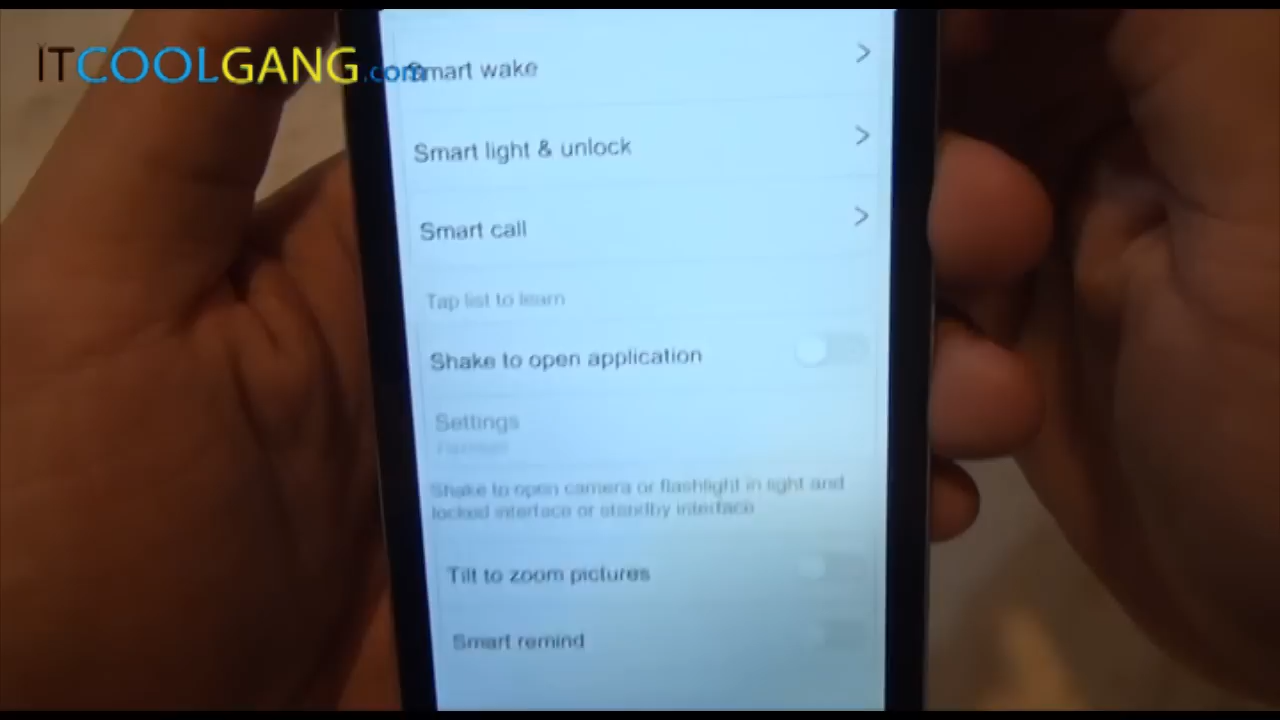 ITCOOLGANG.com
Smart wake
Smart light & unlock
Smart call
Tap list to learn
Shake to open application
Settings
Shake to open camera or flashlight in light and
locked interface or standby interface
Tilt to zoom pictures
Smart remind